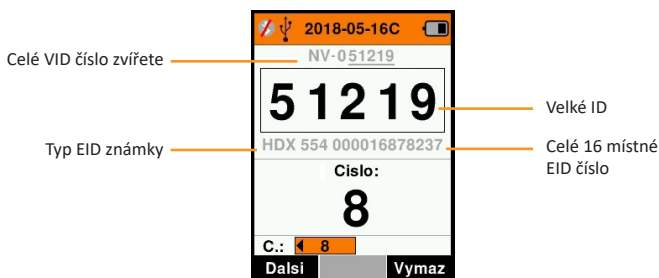 2018-05-16C
Celé VID číslo zvířete
NV-051219
51219
Velké ID
Typ EID známky
HDX 554 000016878237
Celé 16 místné
EID číslo
Cislo:
8
C.: 8
Dalsi Vymaz